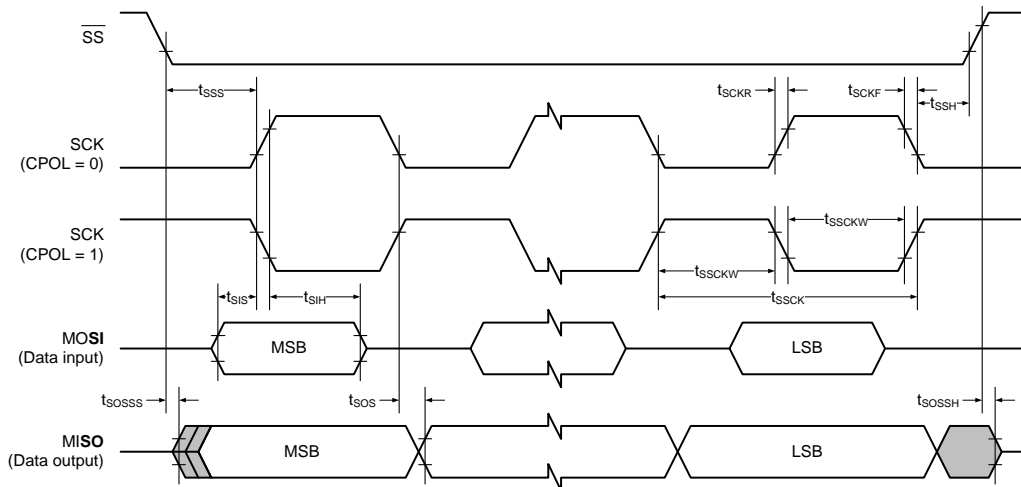 SS
tSSS
tSCKR
tSCKF
tSSH
SCK
(CPOL = 0)
SCK
(CPOL = 1)
tSSCKW
tSSCKW
tSSCK
tSIS
tSIH
MOSI
(Data input)
MSB
LSB
tSOSSS
tSOS
tSOSSH
MISO
(Data output)
MSB
LSB